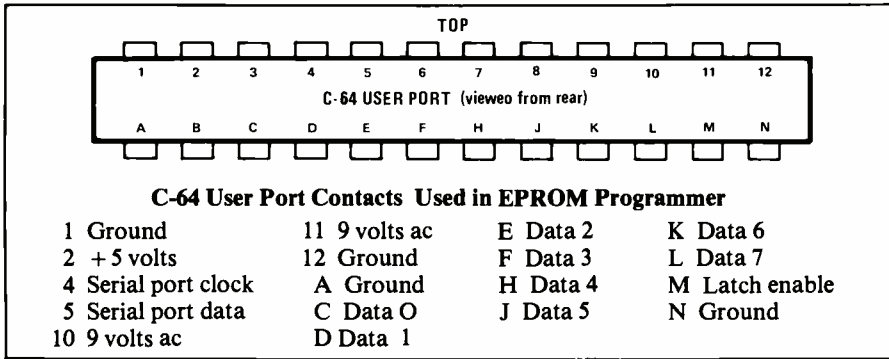 TOP
1 2 3 4 5 6 7 8 9 10 11 12
C-64 USER PORT (vieweo from rear)
A B C D E F H J K L M N
C-64 User Port Contacts Used in EPROM Programmer
1 Ground 11 9 volts ac E Data 2 K Data 6
2 +5 volts 12 Ground F Data 3 L Data 7
4 Serial port clock A Ground H Data 4 M Latch enable
5 Serial port data C Data O J Data 5 N Ground
10 9 volts ac D Data 1